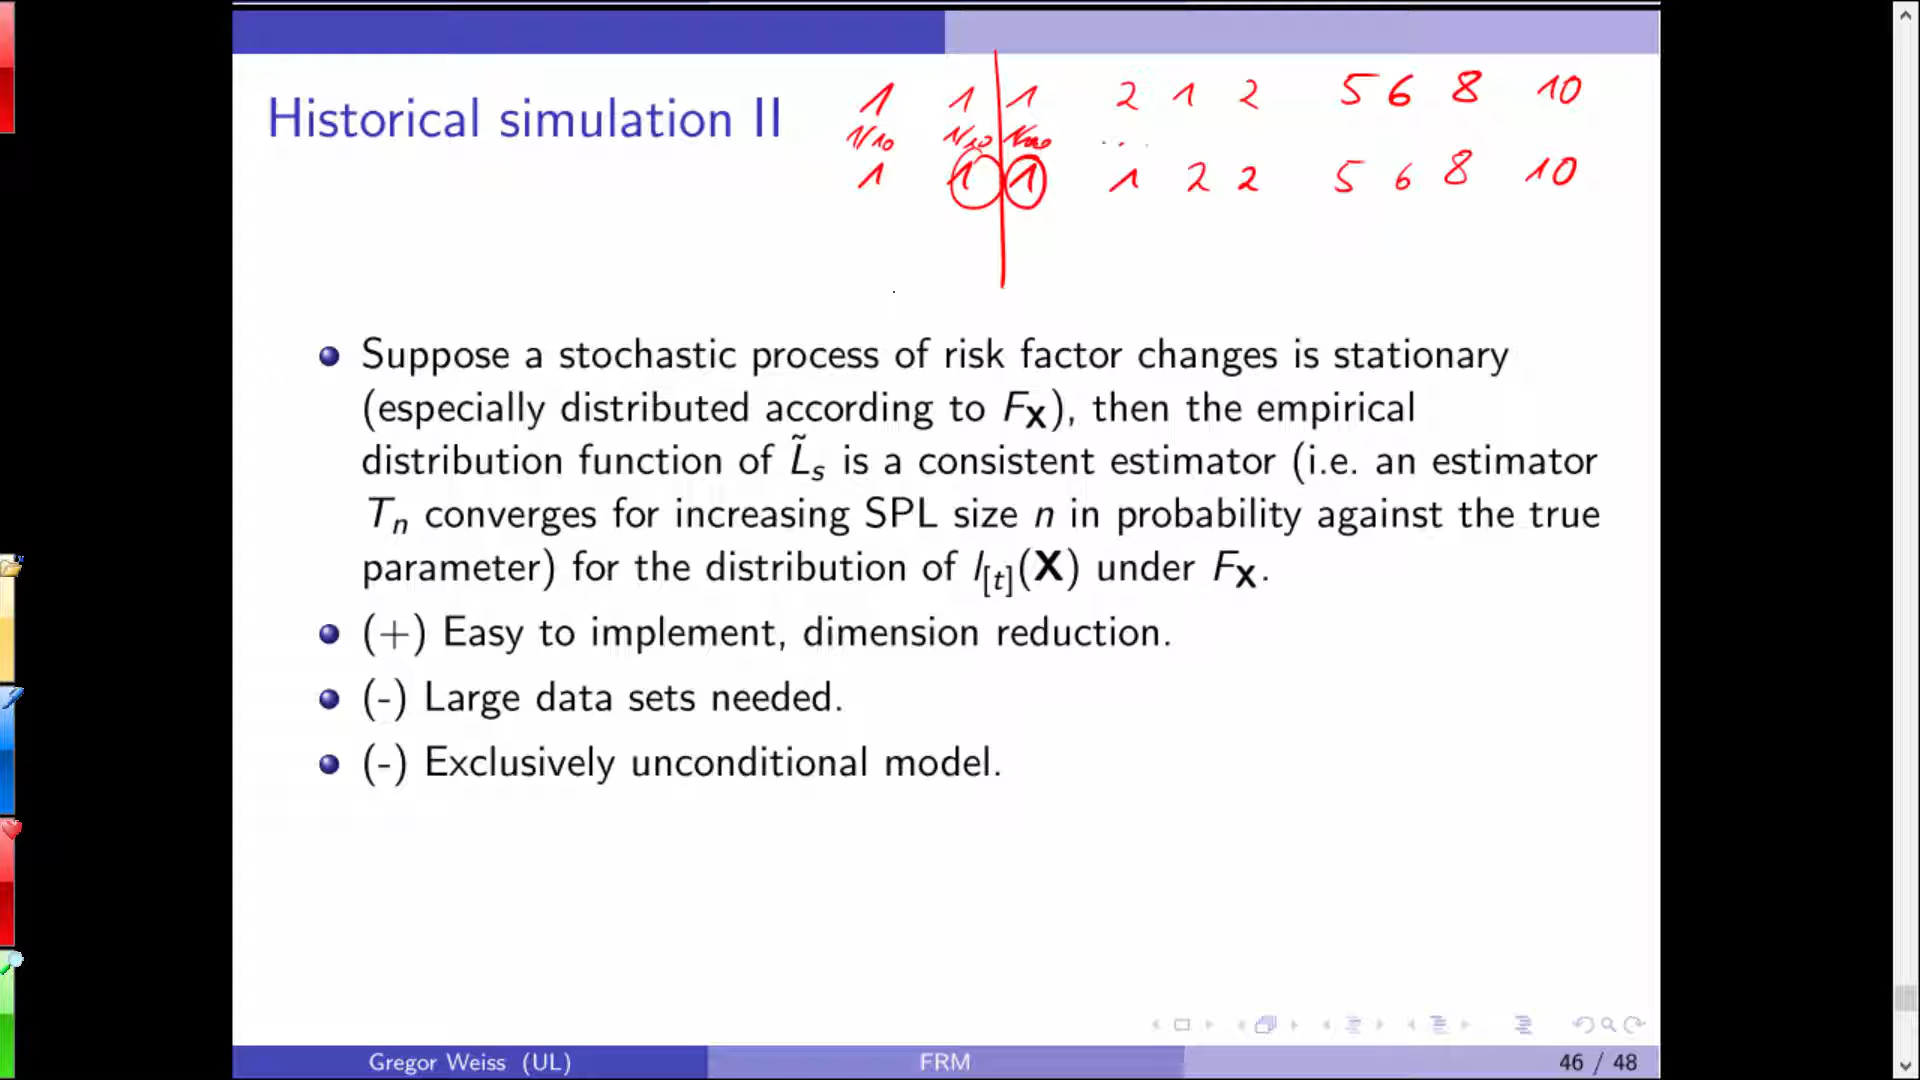 1 1 1 2 1 2 5 6 8 10
Historical simulation II
1/10 1/10 ...
1 1 1 1 2 2 5 6 8 10
Suppose a stochastic process of risk factor changes is stationary
(especially distributed according to F_X), then the empirical
distribution function of L̃_s is a consistent estimator (i.e. an estimator
T_n converges for increasing SPL size n in probability against the true
parameter) for the distribution of l_[t](X) under F_X.
(+) Easy to implement, dimension reduction.
(-) Large data sets needed.
(-) Exclusively unconditional model.
Gregor Weiss (UL) FRM 46 / 48